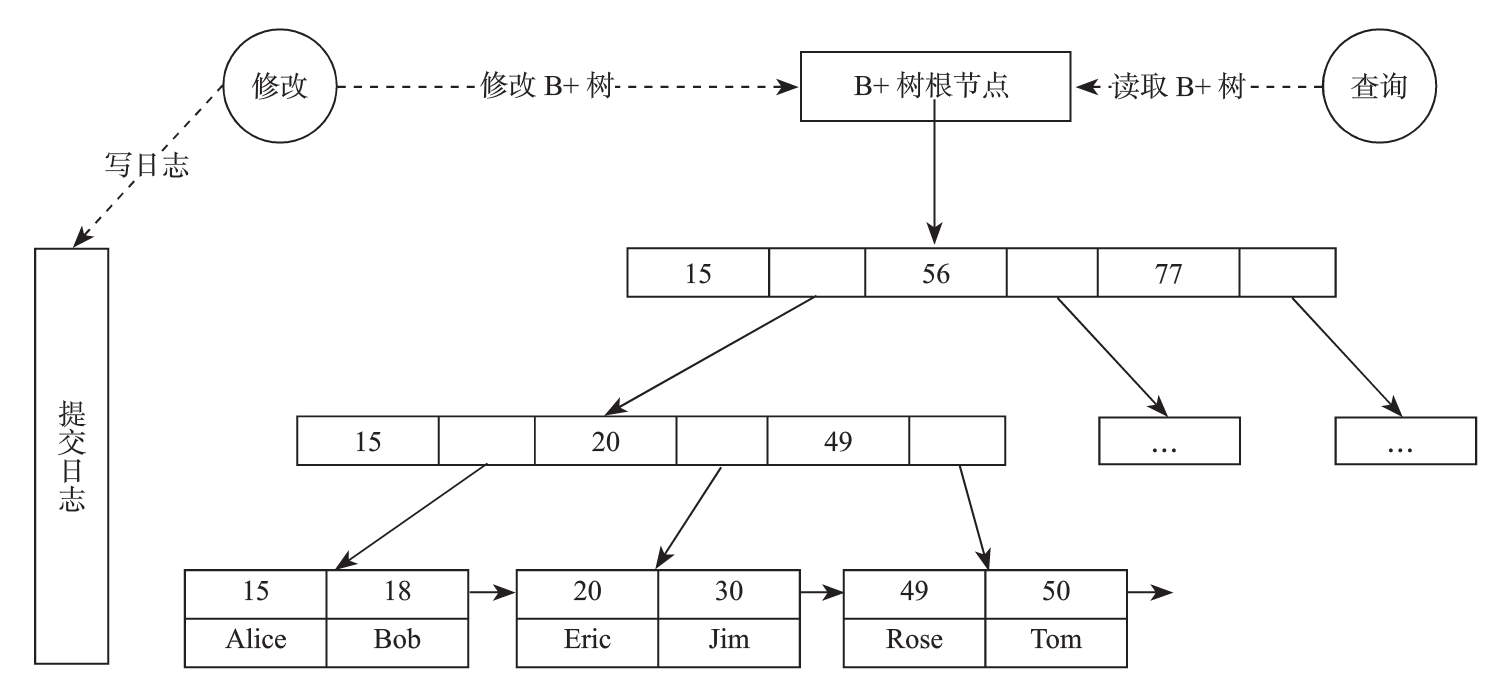 修改
修改 B+ 树
B+ 树根节点
读取 B+ 树
查询
写日志
15 56 77
提交日志
15 20 49
... ...
15 18 20 30 49 50
Alice Bob Eric Jim Rose Tom